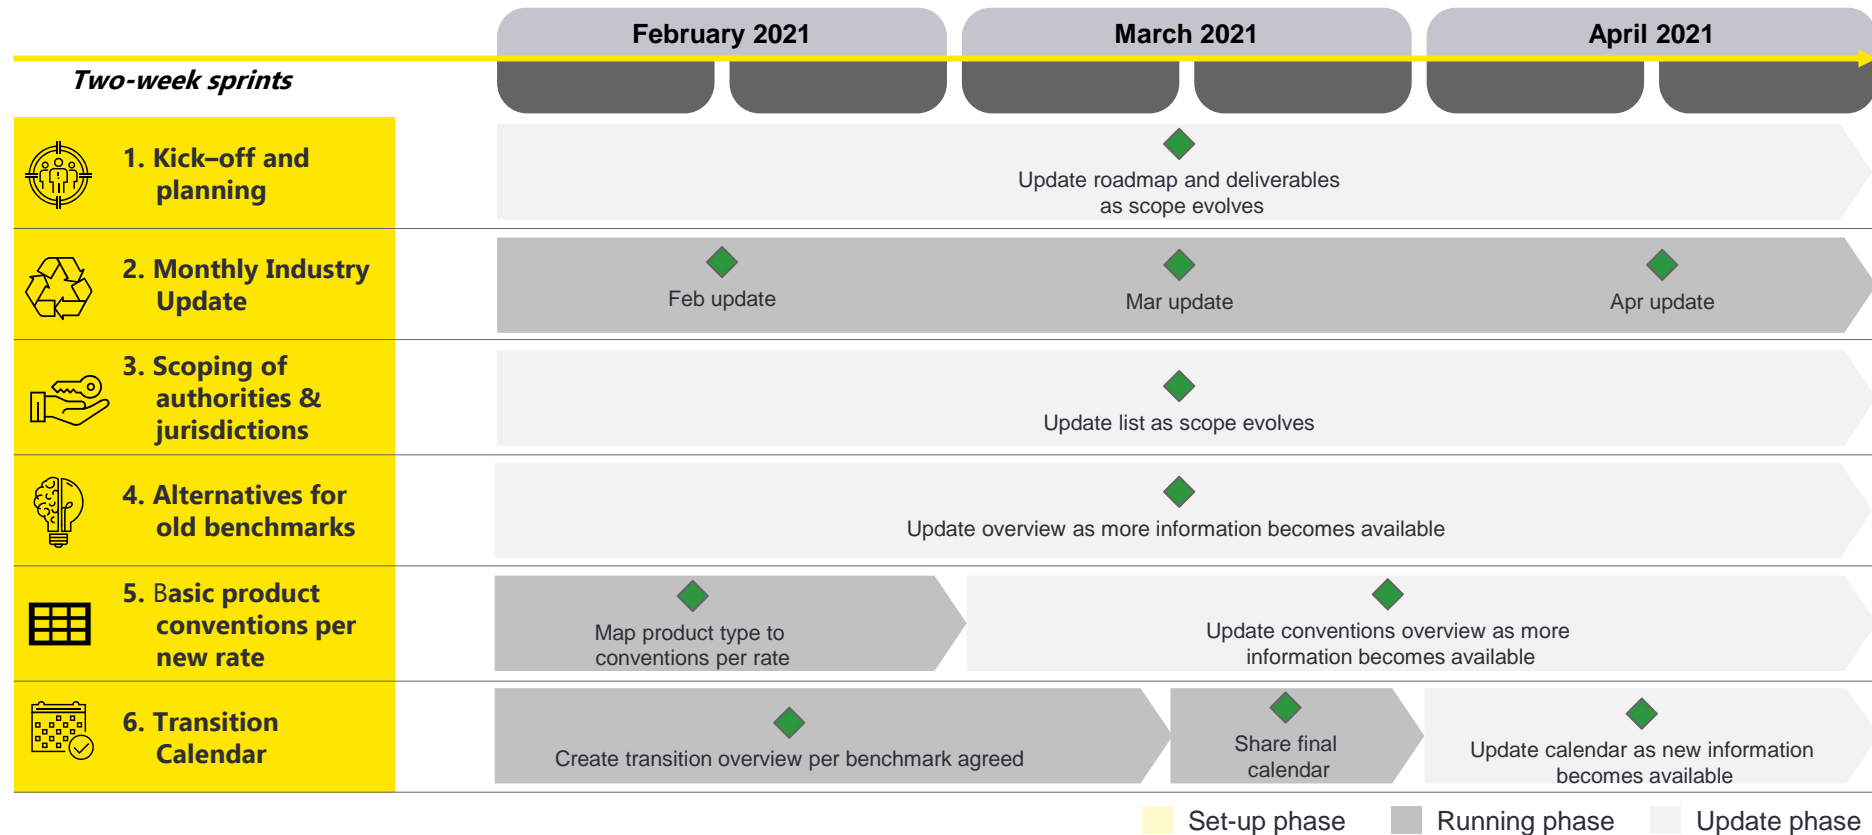 February 2021
March 2021
April 2021
Two-week sprints
1. Kick–off and
planning
Update roadmap and deliverables
as scope evolves
2. Monthly Industry
Update
Feb update
Mar update
Apr update
3. Scoping of
authorities &
jurisdictions
Update list as scope evolves
4. Alternatives for
old benchmarks
Update overview as more information becomes available
5. Basic product
conventions per
new rate
Map product type to
conventions per rate
Update conventions overview as more
information becomes available
6. Transition
Calendar
Create transition overview per benchmark agreed
Share final
calendar
Update calendar as new information
becomes available
Set-up phase
Running phase
Update phase